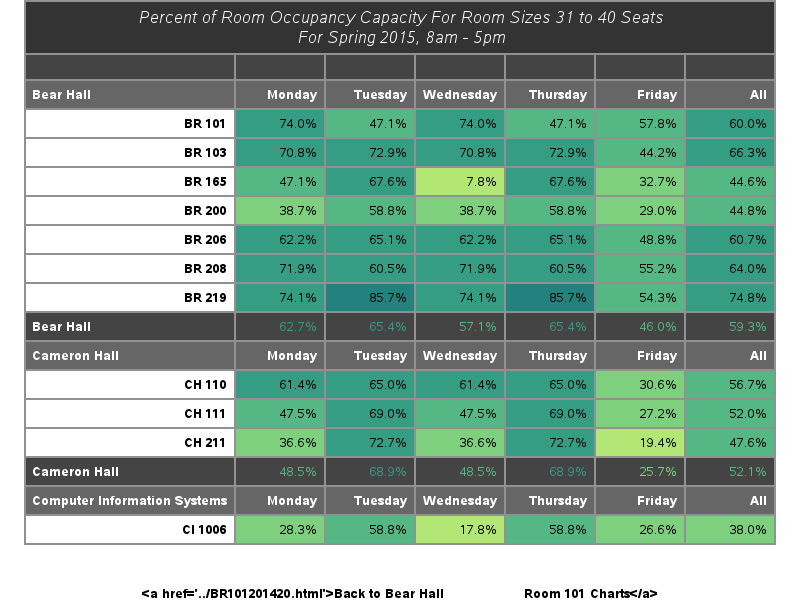 Percent of Room Occupancy Capacity For Room Sizes 31 to 40 Seats
For Spring 2015, 8am - 5pm
Bear Hall Monday Tuesday Wednesday Thursday Friday All
BR 101 74.0% 47.1% 74.0% 47.1% 57.8% 60.0%
BR 103 70.8% 72.9% 70.8% 72.9% 44.2% 66.3%
BR 165 47.1% 67.6% 7.8% 67.6% 32.7% 44.6%
BR 200 38.7% 58.8% 38.7% 58.8% 29.0% 44.8%
BR 206 62.2% 65.1% 62.2% 65.1% 48.8% 60.7%
BR 208 71.9% 60.5% 71.9% 60.5% 55.2% 64.0%
BR 219 74.1% 85.7% 74.1% 85.7% 54.3% 74.8%
Bear Hall 62.7% 65.4% 57.1% 65.4% 46.0% 59.3%
Cameron Hall Monday Tuesday Wednesday Thursday Friday All
CH 110 61.4% 65.0% 61.4% 65.0% 30.6% 56.7%
CH 111 47.5% 69.0% 47.5% 69.0% 27.2% 52.0%
CH 211 36.6% 72.7% 36.6% 72.7% 19.4% 47.6%
Cameron Hall 48.5% 68.9% 48.5% 68.9% 25.7% 52.1%
Computer Information Systems Monday Tuesday Wednesday Thursday Friday All
CI 1006 28.3% 58.8% 17.8% 58.8% 26.6% 38.0%
<a href='../BR101201420.html'>Back to Bear Hall Room 101 Charts</a>